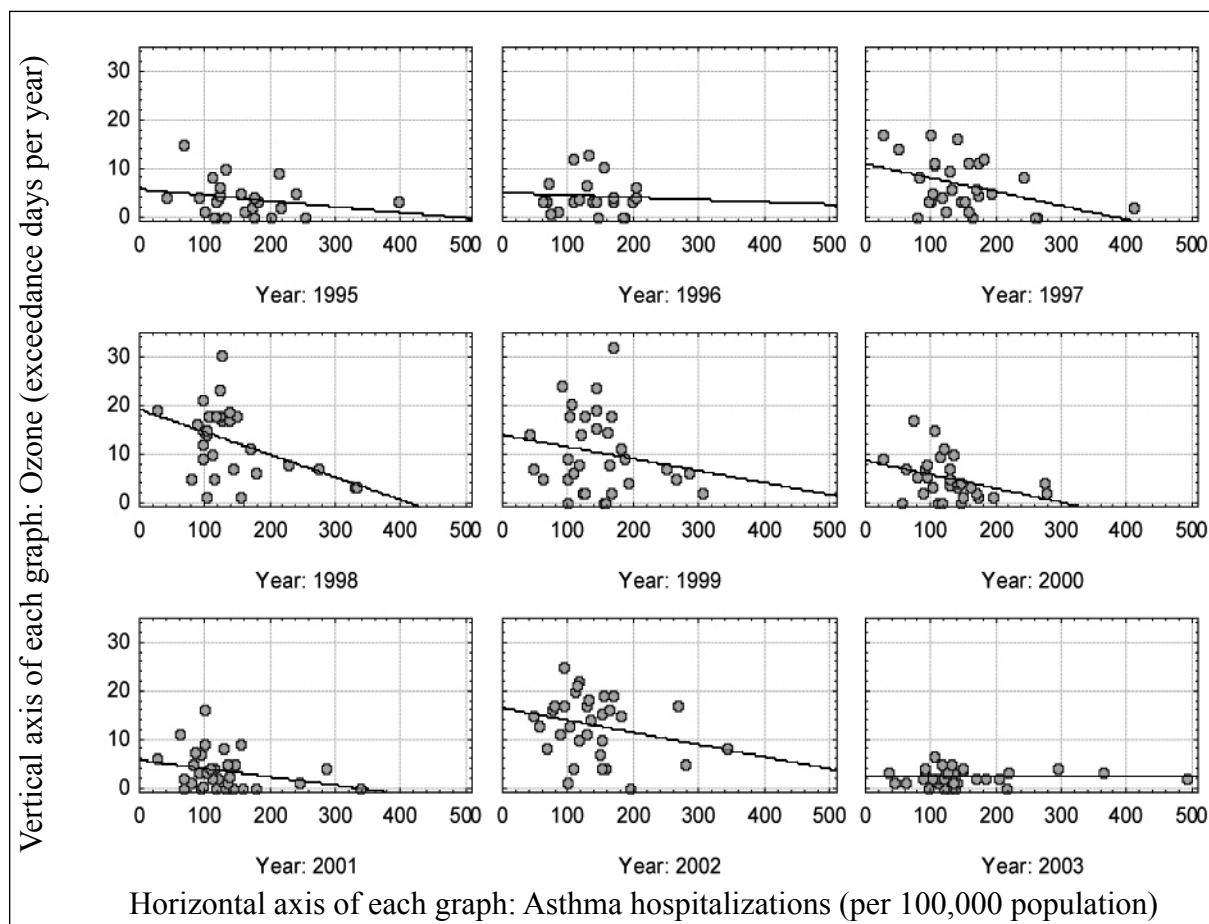 Vertical axis of each graph: Ozone (exceedance days per year)
30
20
10
0
0 100 200 300 400 500
0 100 200 300 400 500
0 100 200 300 400 500
Year: 1995
Year: 1996
Year: 1997
30
20
10
0
0 100 200 300 400 500
0 100 200 300 400 500
0 100 200 300 400 500
Year: 1998
Year: 1999
Year: 2000
30
20
10
0
0 100 200 300 400 500
0 100 200 300 400 500
0 100 200 300 400 500
Year: 2001
Year: 2002
Year: 2003
Horizontal axis of each graph: Asthma hospitalizations (per 100,000 population)